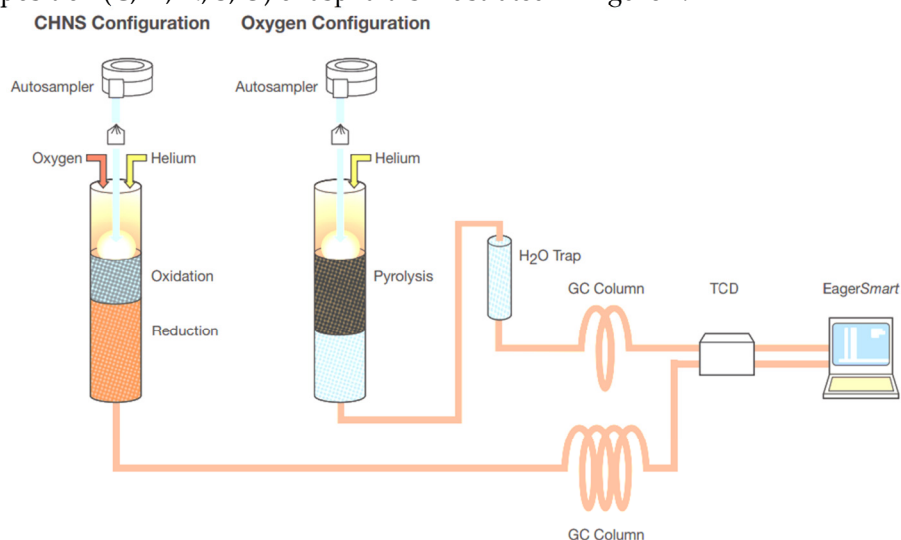 CHNS Configuration
Oxygen Configuration
Autosampler
Autosampler
Oxygen
Helium
Helium
Oxidation
Reduction
Pyrolysis
H2O Trap
GC Column
TCD
EagerSmart
GC Column